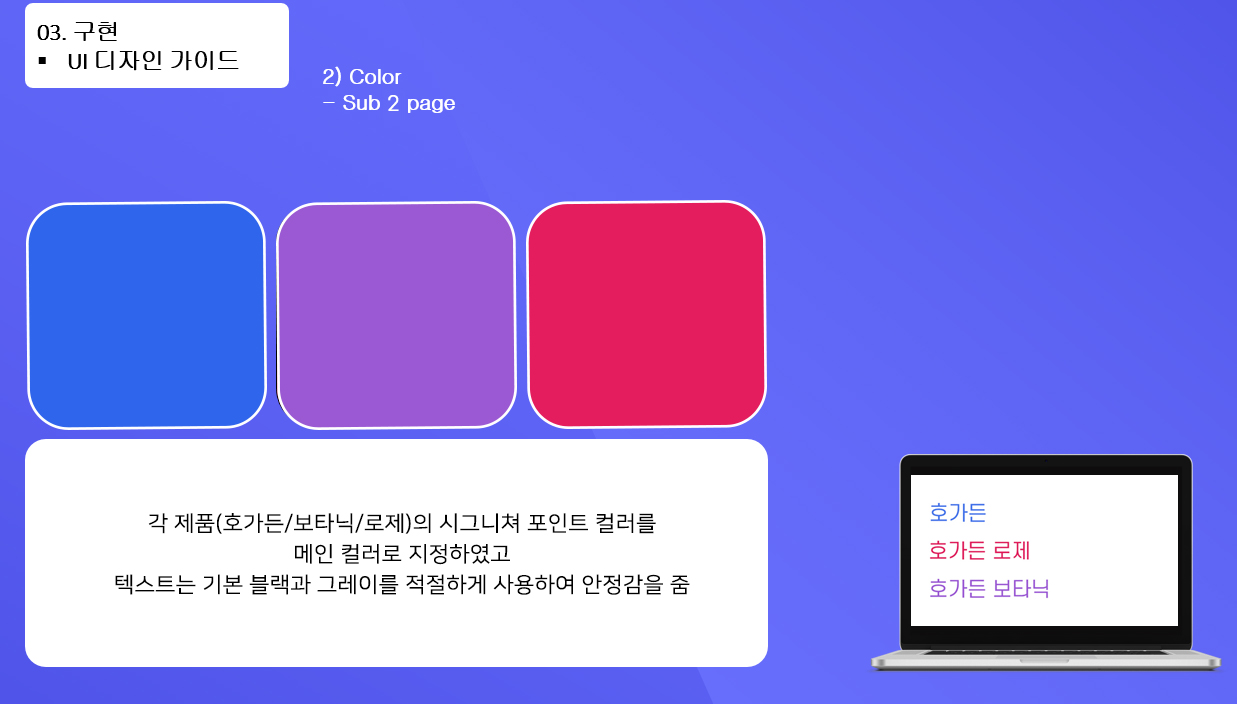 03. 구현
▪ UI 디자인 가이드
2) Color
- Sub 2 page
각 제품(호가든/보타닉/로제)의 시그니쳐 포인트 컬러를
메인 컬러로 지정하였고
텍스트는 기본 블랙과 그레이를 적절하게 사용하여 안정감을 줌
호가든
호가든 로제
호가든 보타닉